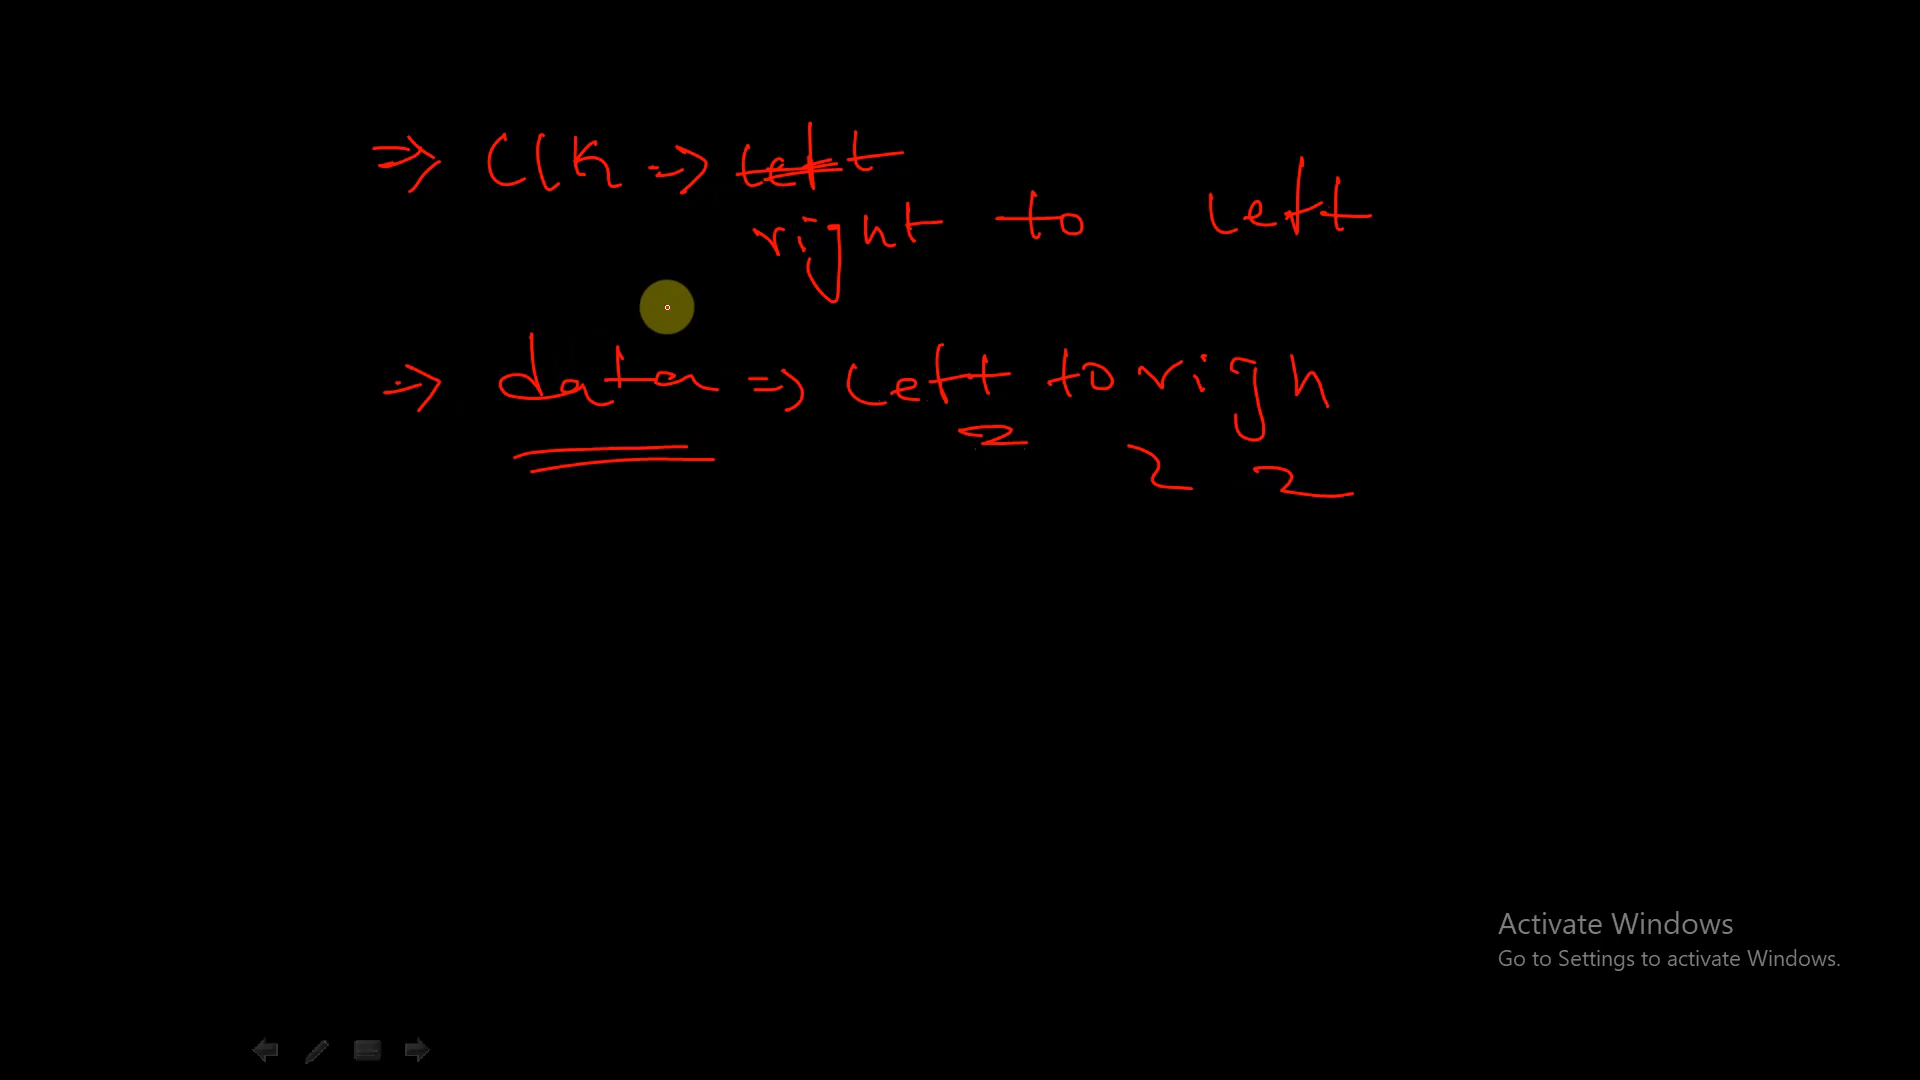 ⇒ Clk ⇒ left
right to left
⇒ data ⇒ left to righ
Activate Windows
Go to Settings to activate Windows.